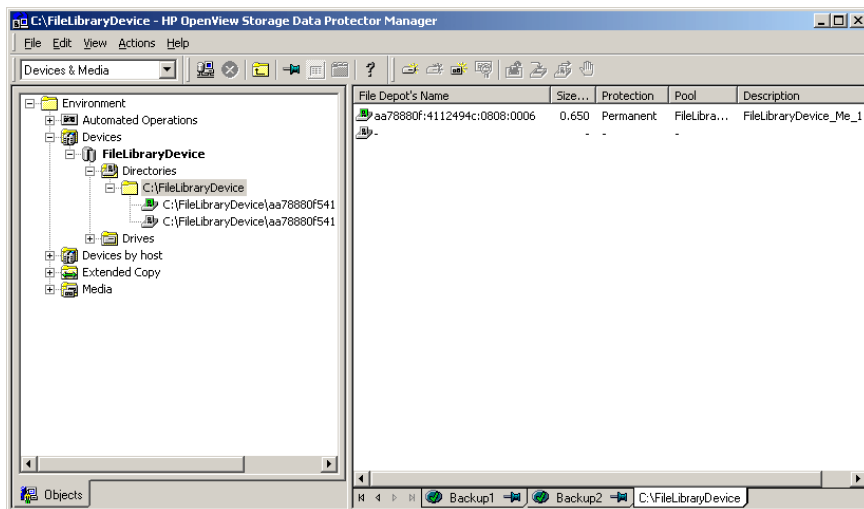 C:\FileLibraryDevice - HP OpenView Storage Data Protector Manager
File Edit View Actions Help
Devices & Media
?
Environment
Automated Operations
Devices
FileLibraryDevice
Directories
C:\FileLibraryDevice
C:\FileLibraryDevice\aa78880f541
C:\FileLibraryDevice\aa78880f541
Drives
Devices by host
Extended Copy
Media
Objects
File Depot's Name Size... Protection Pool Description
aa78880f:4112494c:0808:0006 0.650 Permanent FileLibra... FileLibraryDevice_Me_1
- - - -
Backup1 Backup2 C:\FileLibraryDevice